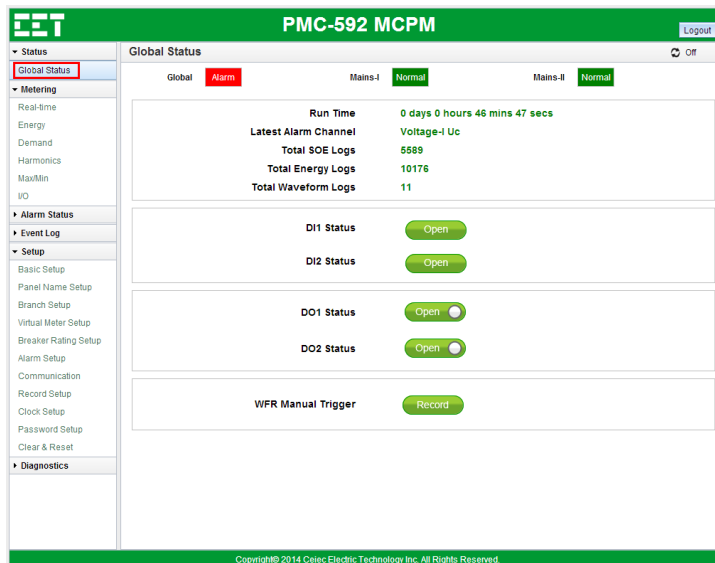 CET
PMC-592 MCPM
Logout
Status
Global Status
Metering
Real-time
Energy
Demand
Harmonics
Max/Min
I/O
Alarm Status
Event Log
Setup
Basic Setup
Panel Name Setup
Branch Setup
Virtual Meter Setup
Breaker Rating Setup
Alarm Setup
Communication
Record Setup
Clock Setup
Password Setup
Clear & Reset
Diagnostics
Global Status
Off
Global Alarm Mains-I Normal Mains-II Normal
Run Time 0 days 0 hours 46 mins 47 secs
Latest Alarm Channel Voltage-I Uc
Total SOE Logs 5589
Total Energy Logs 10176
Total Waveform Logs 11
DI1 Status Open
DI2 Status Open
DO1 Status Open
DO2 Status Open
WFR Manual Trigger Record
Copyright© 2014 Ceiec Electric Technology Inc. All Rights Reserved.